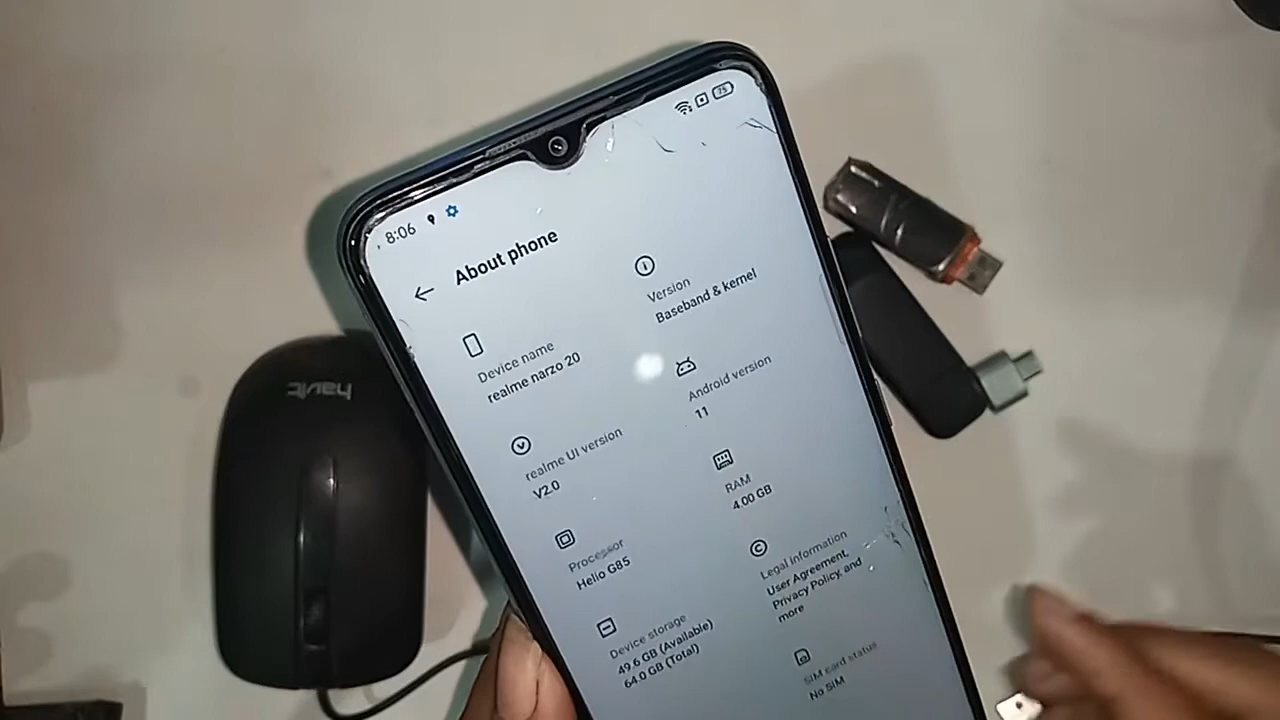 8:06
75
About phone
Device name
realme narzo 20
Version
Baseband & kernel
realme UI version
V2.0
Android version
11
Processor
Helio G85
RAM
4.00 GB
Device storage
49.6 GB (Available)
64.0 GB (Total)
Legal information
User Agreement,
Privacy Policy, and
more
SIM card status
No SIM
havit